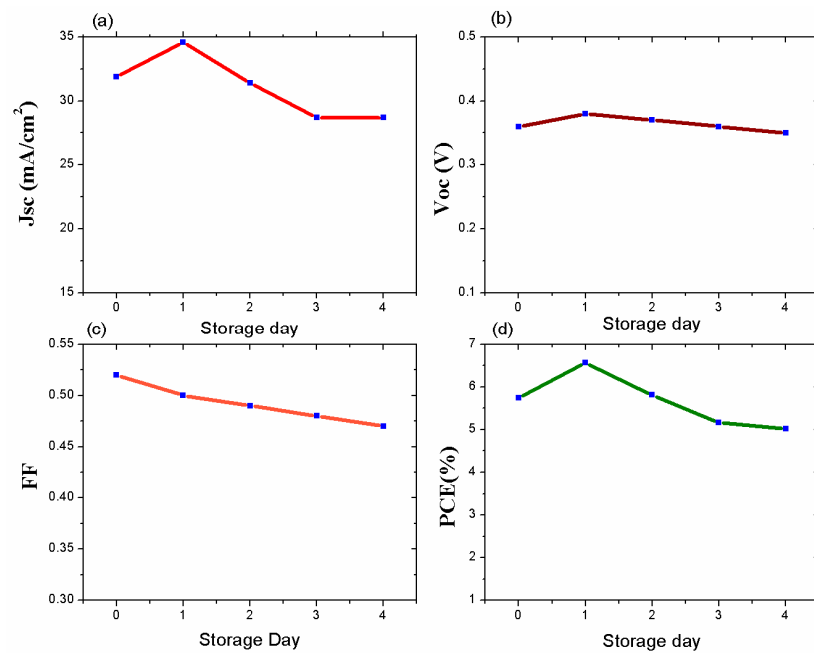 (a)
35
30
25
20
15
Jsc (mA/cm²)
0 1 2 3 4
Storage day
(b)
0.5
0.4
0.3
0.2
0.1
Voc (V)
0 1 2 3 4
Storage day
(c)
0.55
0.50
0.45
0.40
0.35
0.30
FF
0 1 2 3 4
Storage Day
(d)
7
6
5
4
3
2
1
PCE(%)
0 1 2 3 4
Storage day